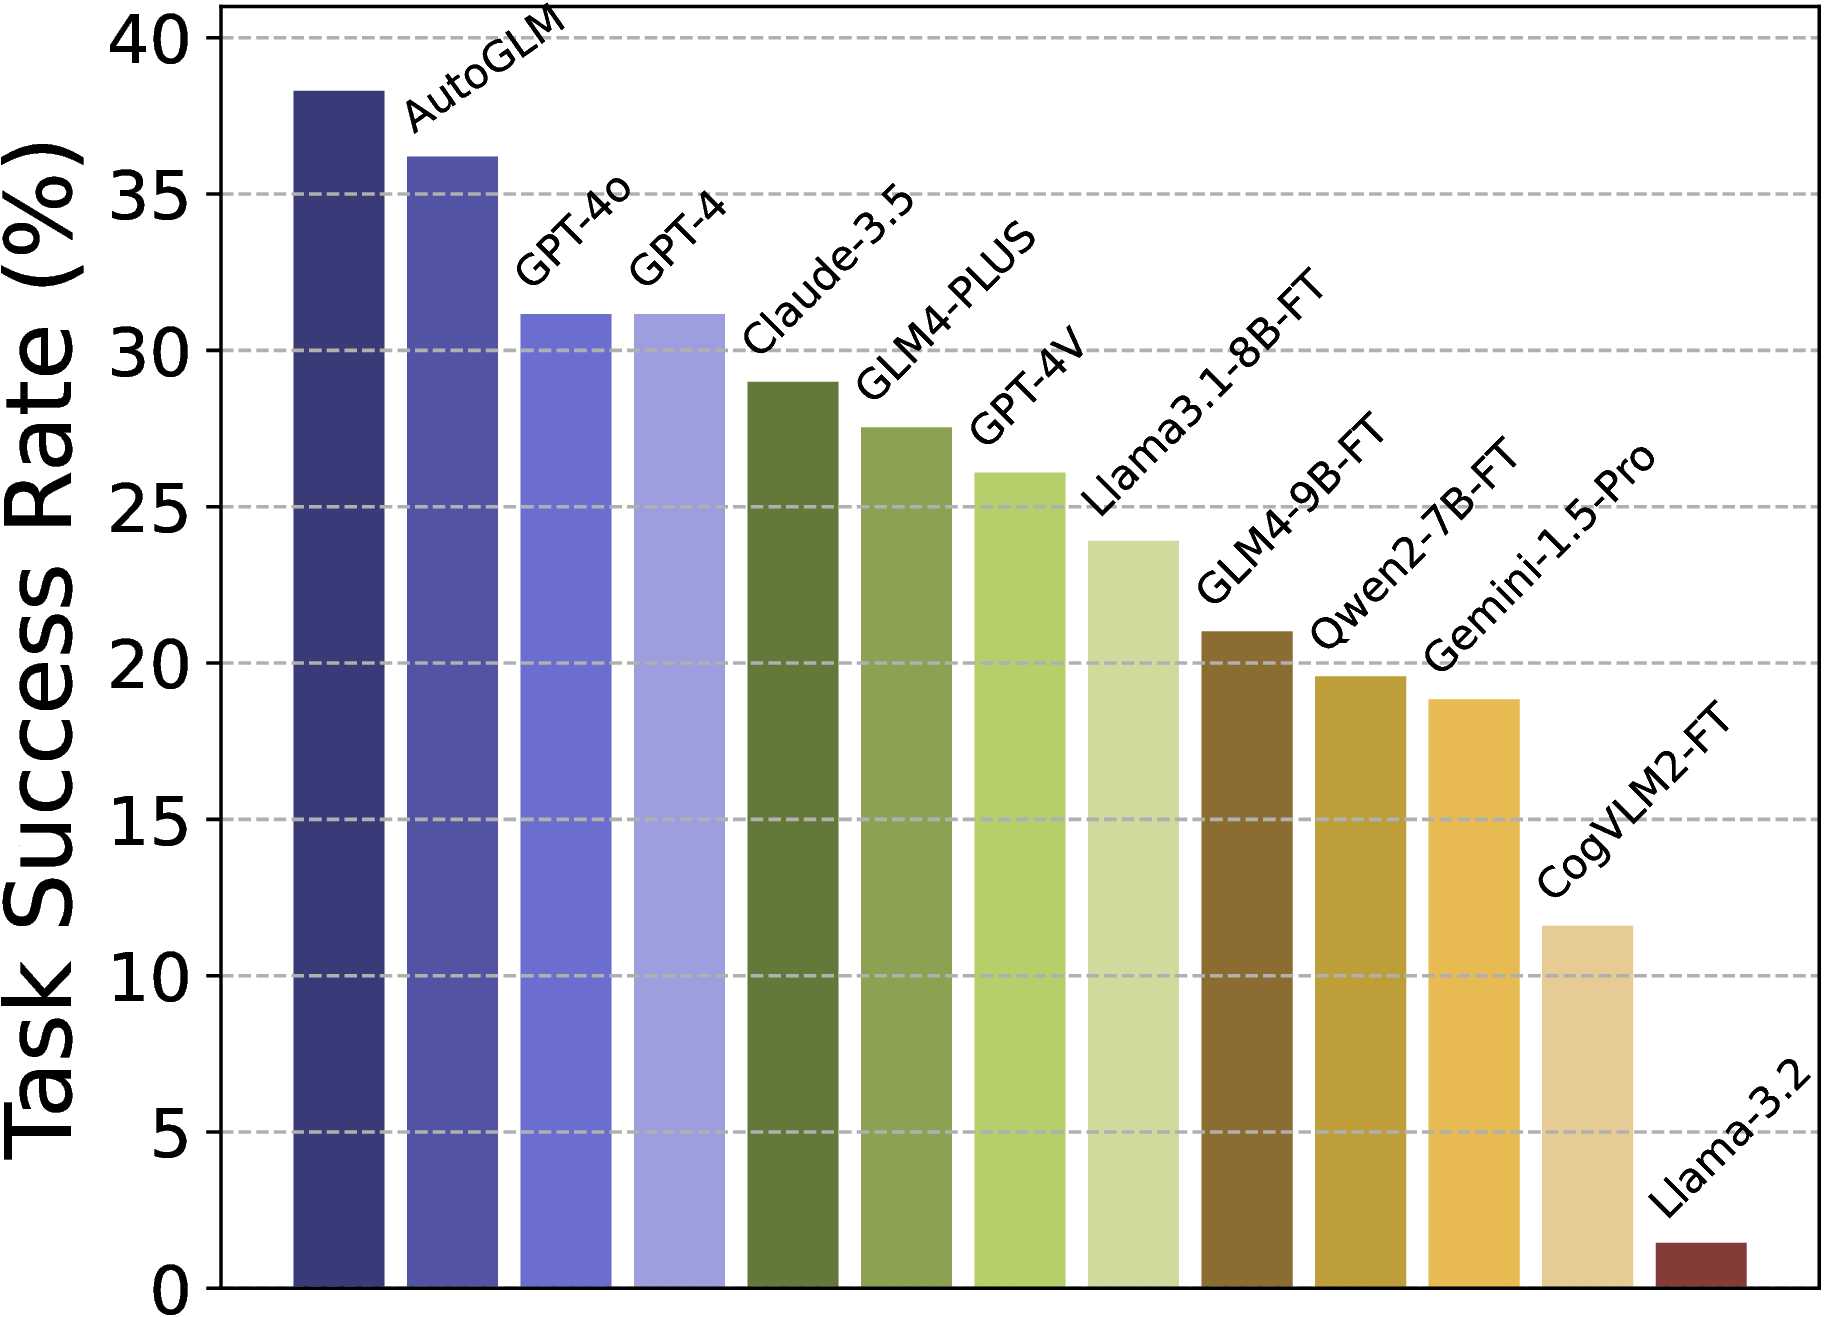 Task Success Rate (%)
40
35
30
25
20
15
10
5
0
AutoGLM
GPT-4o
GPT-4
Claude-3.5
GLM4-PLUS
GPT-4V
Llama3.1-8B-FT
GLM4-9B-FT
Qwen2-7B-FT
Gemini-1.5-Pro
CogVLM2-FT
Llama-3.2